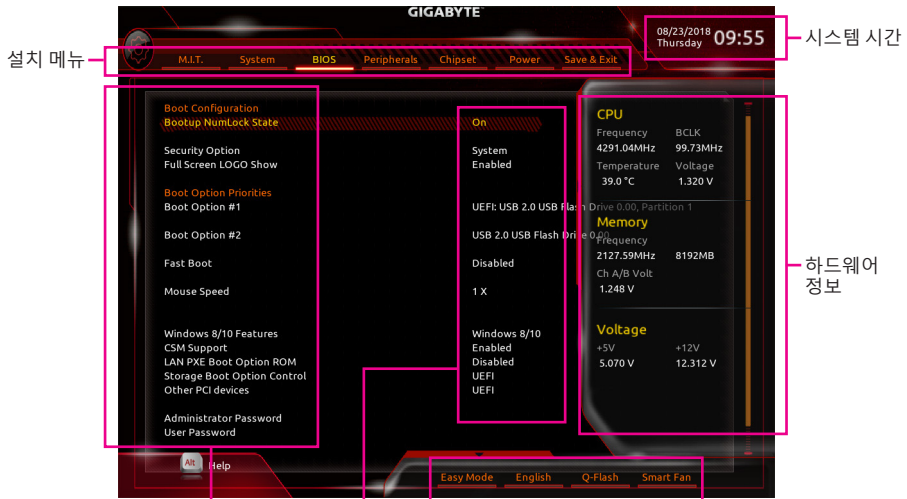 GIGABYTE
08/23/2018 Thursday 09:55
시스템 시간
설치 메뉴
M.I.T. System BIOS Peripherals Chipset Power Save & Exit
Boot Configuration
Bootup NumLock State On
Security Option System
Full Screen LOGO Show Enabled
Boot Option Priorities
Boot Option #1 UEFI: USB 2.0 USB Flash Drive 0.00, Partition 1
Boot Option #2 USB 2.0 USB Flash Drive 0.00
Fast Boot Disabled
Mouse Speed 1 X
Windows 8/10 Features Windows 8/10
CSM Support Enabled
LAN PXE Boot Option ROM Disabled
Storage Boot Option Control UEFI
Other PCI devices UEFI
Administrator Password
User Password
CPU
Frequency BCLK
4291.04MHz 99.73MHz
Temperature Voltage
39.0 °C 1.320 V
Memory
Frequency
2127.59MHz 8192MB
Ch A/B Volt
1.248 V
Voltage
+5V +12V
5.070 V 12.312 V
하드웨어
정보
Alt Help
Easy Mode English Q-Flash Smart Fan